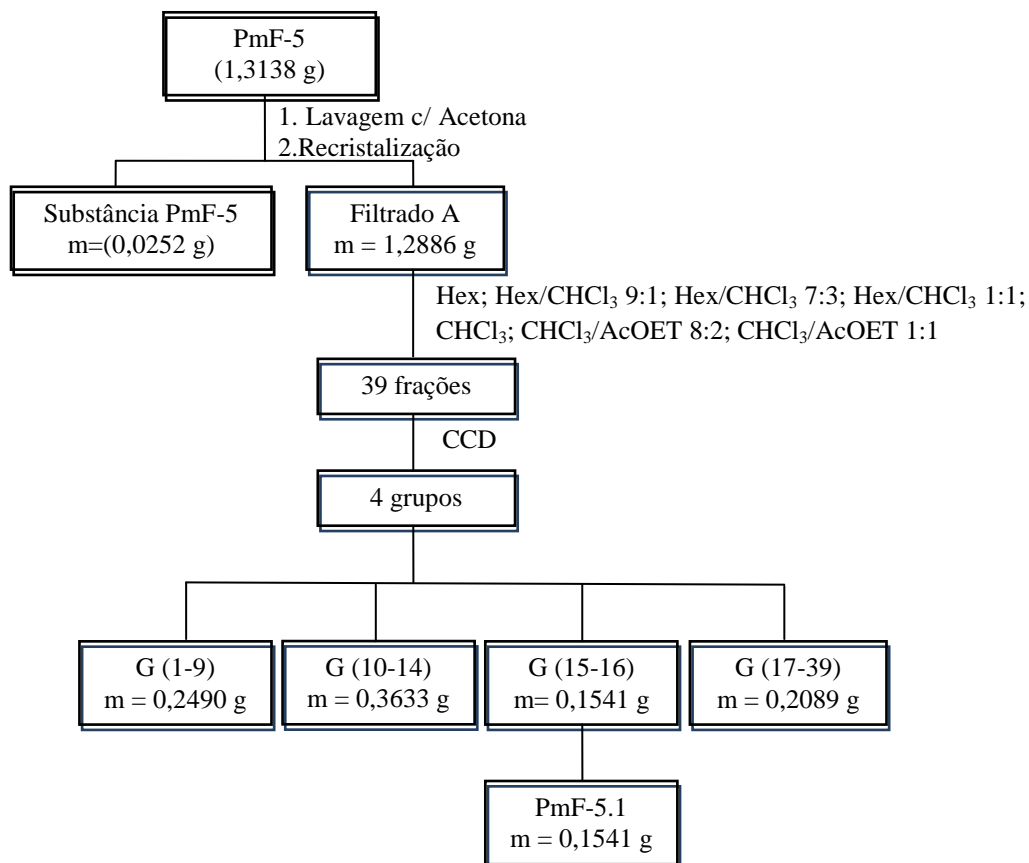 PmF-5
(1,3138 g)
1. Lavagem c/ Acetona
2.Recristalização
Substância PmF-5
m=(0,0252 g)
Filtrado A
m = 1,2886 g
Hex; Hex/CHCl₃ 9:1; Hex/CHCl₃ 7:3; Hex/CHCl₃ 1:1;
CHCl₃; CHCl₃/AcOET 8:2; CHCl₃/AcOET 1:1
39 frações
CCD
4 grupos
G (1-9)
m = 0,2490 g
G (10-14)
m = 0,3633 g
G (15-16)
m= 0,1541 g
G (17-39)
m = 0,2089 g
PmF-5.1
m = 0,1541 g